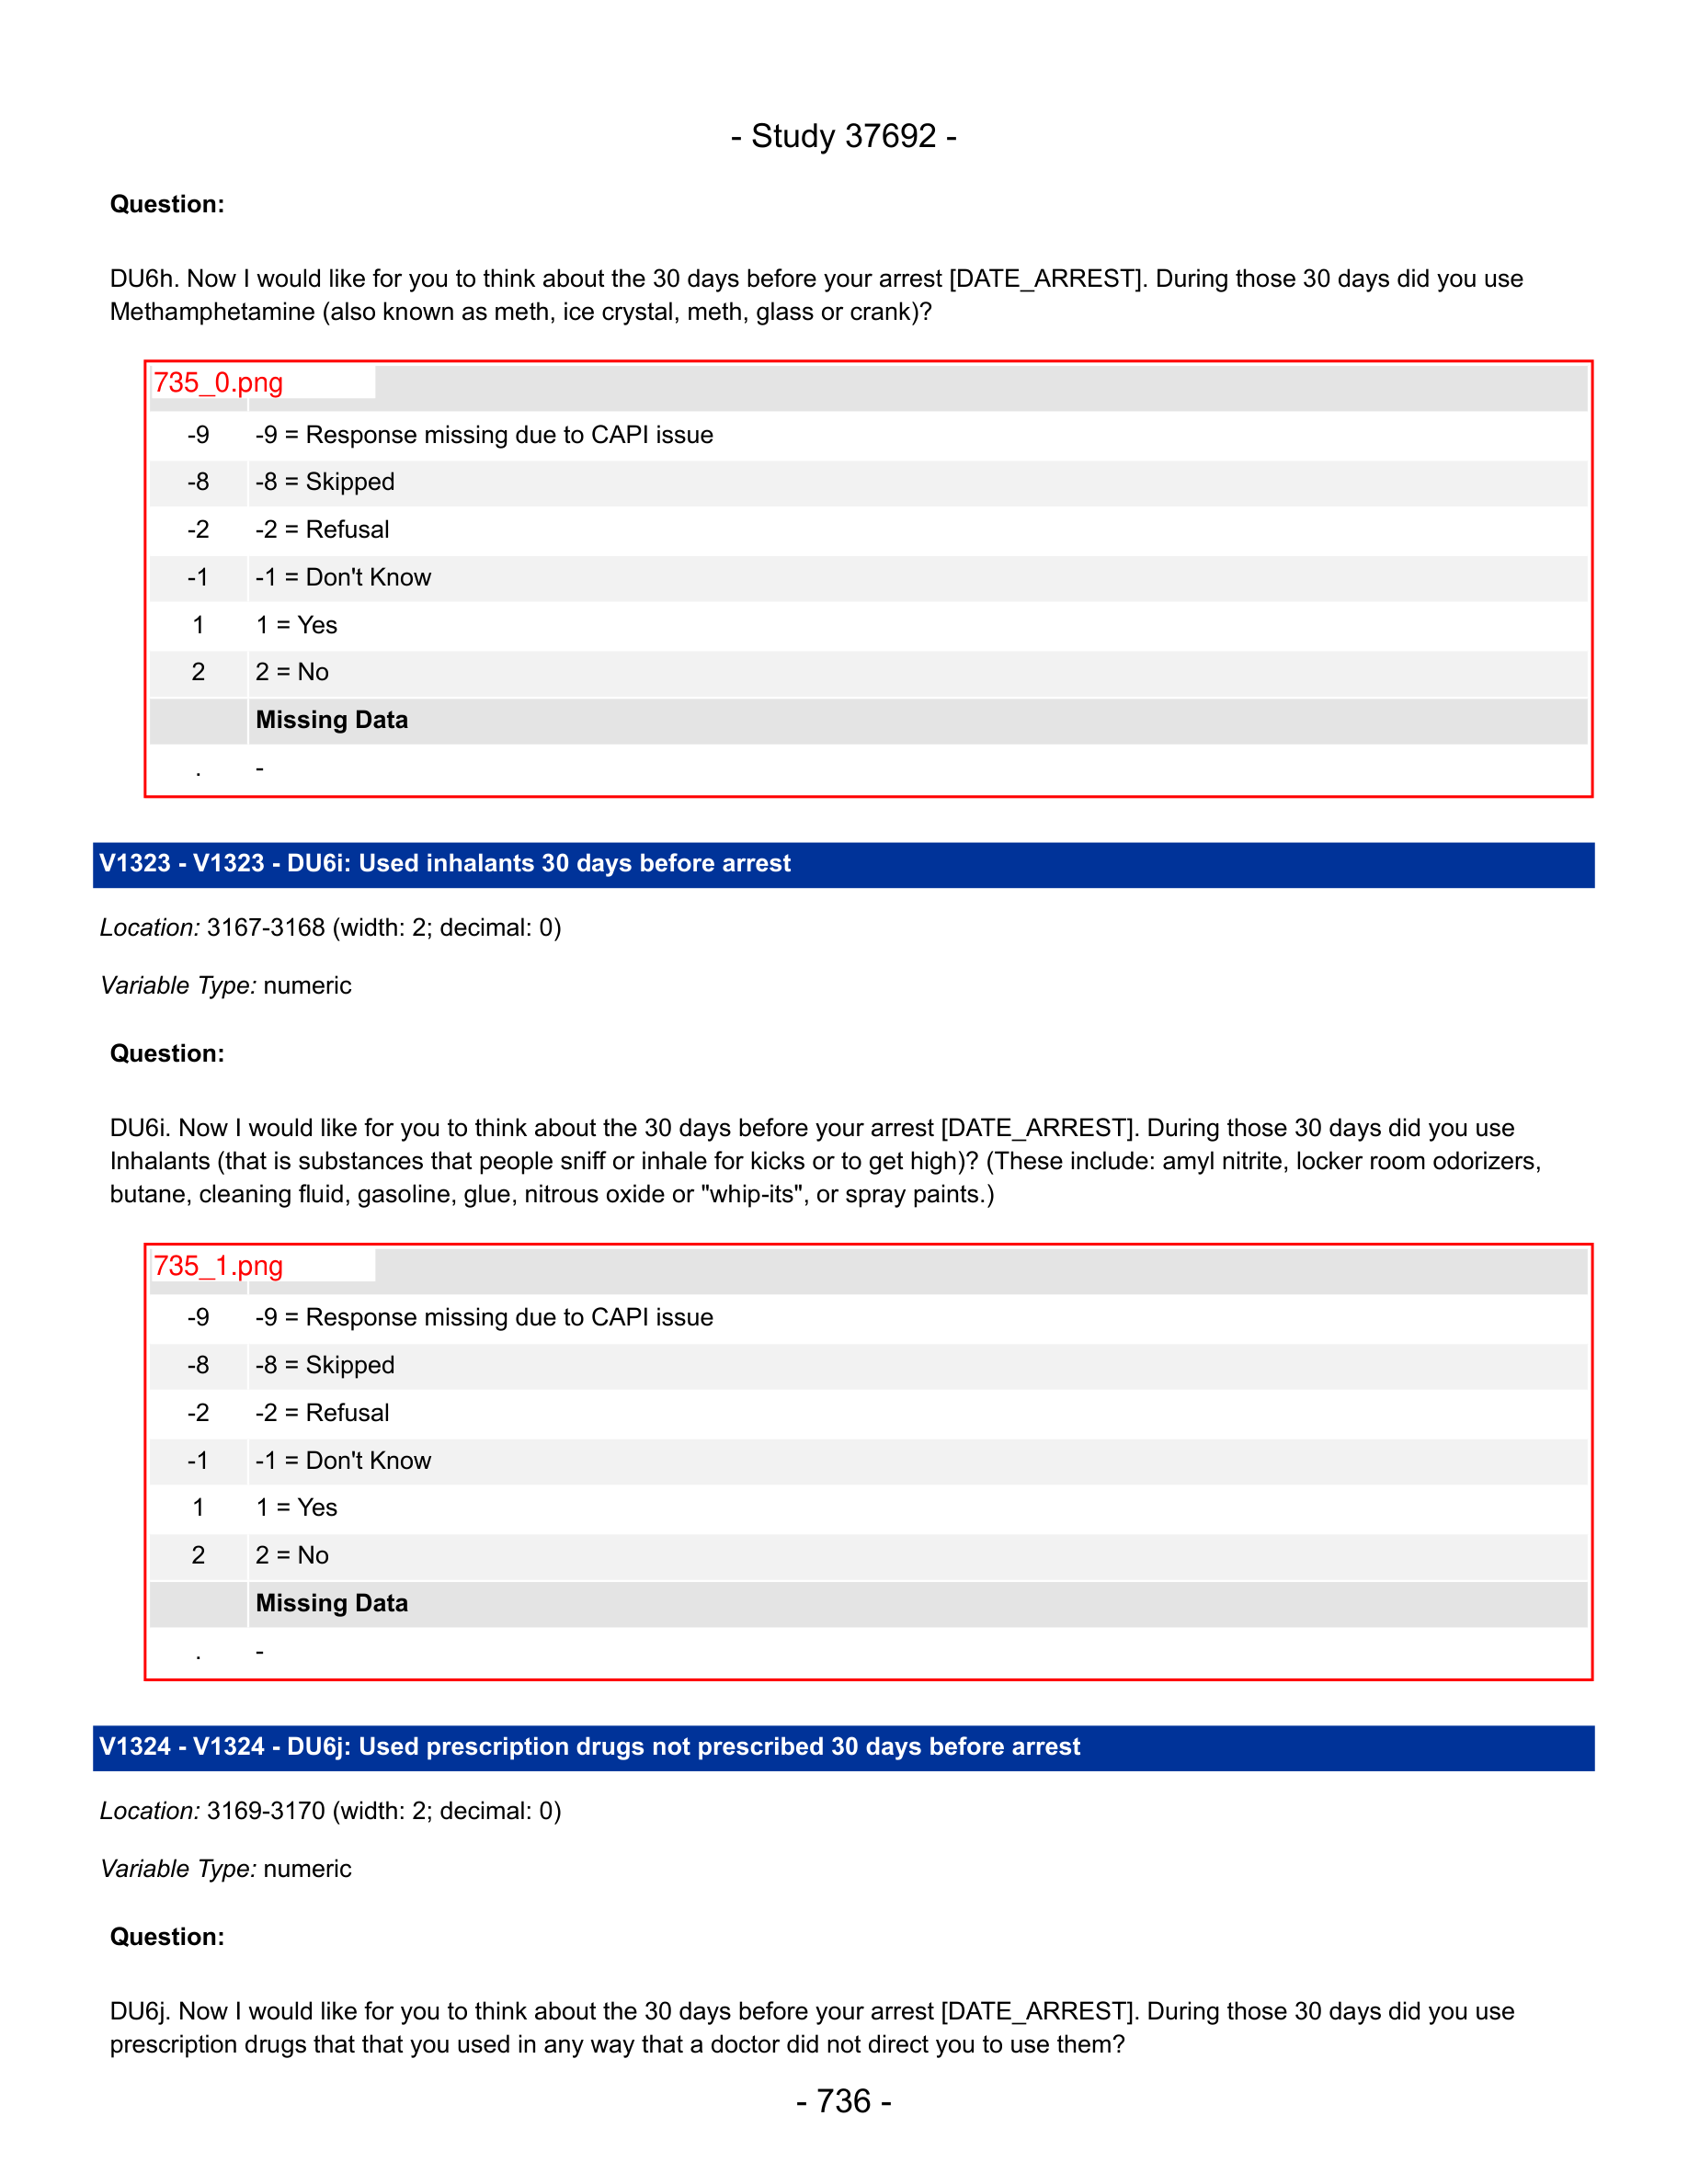 - Study 37692 -
Question:
DU6h. Now I would like for you to think about the 30 days before your arrest [DATE_ARREST]. During those 30 days did you use
Methamphetamine (also known as meth, ice crystal, meth, glass or crank)?
735_0.png
-9 -9 = Response missing due to CAPI issue
-8 -8 = Skipped
-2 -2 = Refusal
-1 -1 = Don't Know
1 1 = Yes
2 2 = No
Missing Data
. -
V1323 - V1323 - DU6i: Used inhalants 30 days before arrest
Location: 3167-3168 (width: 2; decimal: 0)
Variable Type: numeric
Question:
DU6i. Now I would like for you to think about the 30 days before your arrest [DATE_ARREST]. During those 30 days did you use
Inhalants (that is substances that people sniff or inhale for kicks or to get high)? (These include: amyl nitrite, locker room odorizers,
butane, cleaning fluid, gasoline, glue, nitrous oxide or "whip-its", or spray paints.)
735_1.png
-9 -9 = Response missing due to CAPI issue
-8 -8 = Skipped
-2 -2 = Refusal
-1 -1 = Don't Know
1 1 = Yes
2 2 = No
Missing Data
. -
V1324 - V1324 - DU6j: Used prescription drugs not prescribed 30 days before arrest
Location: 3169-3170 (width: 2; decimal: 0)
Variable Type: numeric
Question:
DU6j. Now I would like for you to think about the 30 days before your arrest [DATE_ARREST]. During those 30 days did you use
prescription drugs that that you used in any way that a doctor did not direct you to use them?
- 736 -